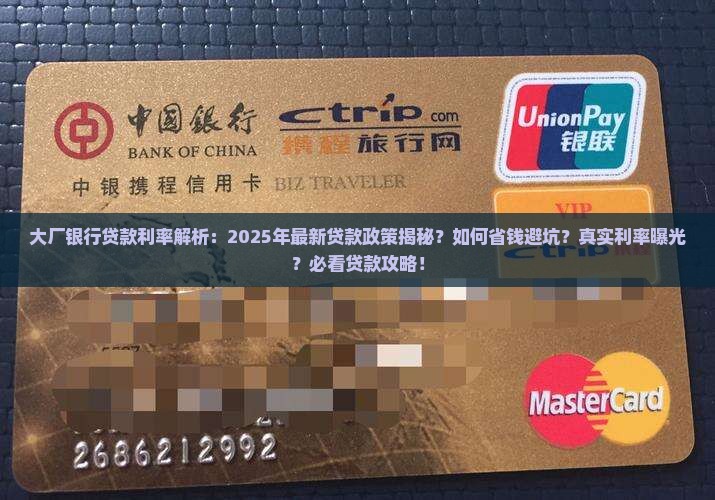 中國銀行
BANK OF CHINA
ctrip.com
携程旅行网
UnionPay
银联
中银携程信用卡 BIZ TRAVELER
VIP
大厂银行贷款利率解析：2025年最新贷款政策揭秘？如何省钱避坑？真实利率曝光
？必看贷款攻略！
2686212992
MasterCard